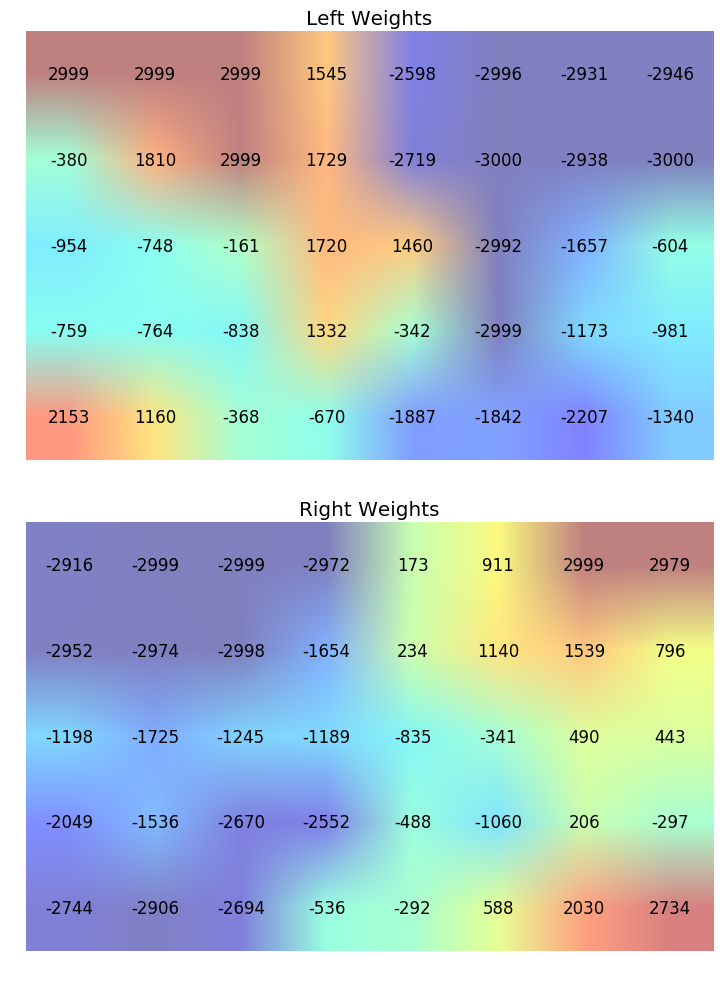 Left Weights
2999 2999 2999 1545 -2598 -2996 -2931 -2946
-380 1810 2999 1729 -2719 -3000 -2938 -3000
-954 -748 -161 1720 1460 -2992 -1657 -604
-759 -764 -838 1332 -342 -2999 -1173 -981
2153 1160 -368 -670 -1887 -1842 -2207 -1340
Right Weights
-2916 -2999 -2999 -2972 173 911 2999 2979
-2952 -2974 -2998 -1654 234 1140 1539 796
-1198 -1725 -1245 -1189 -835 -341 490 443
-2049 -1536 -2670 -2552 -488 -1060 206 -297
-2744 -2906 -2694 -536 -292 588 2030 2734